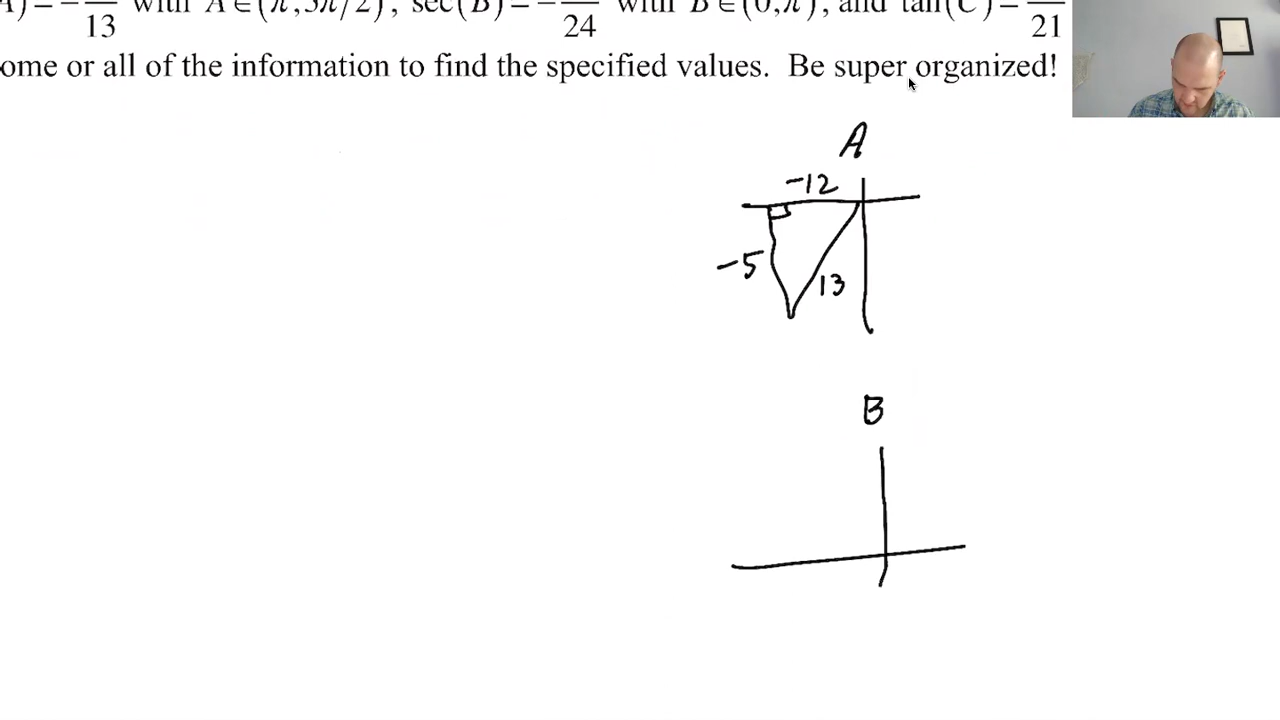 A) = − 13 with A ∈ (π, 3π/2), sec(B) = − 24 with B ∈ (0, π), and tan(C) = 21
ome or all of the information to find the specified values. Be super organized!
A
−12
−5
13
B